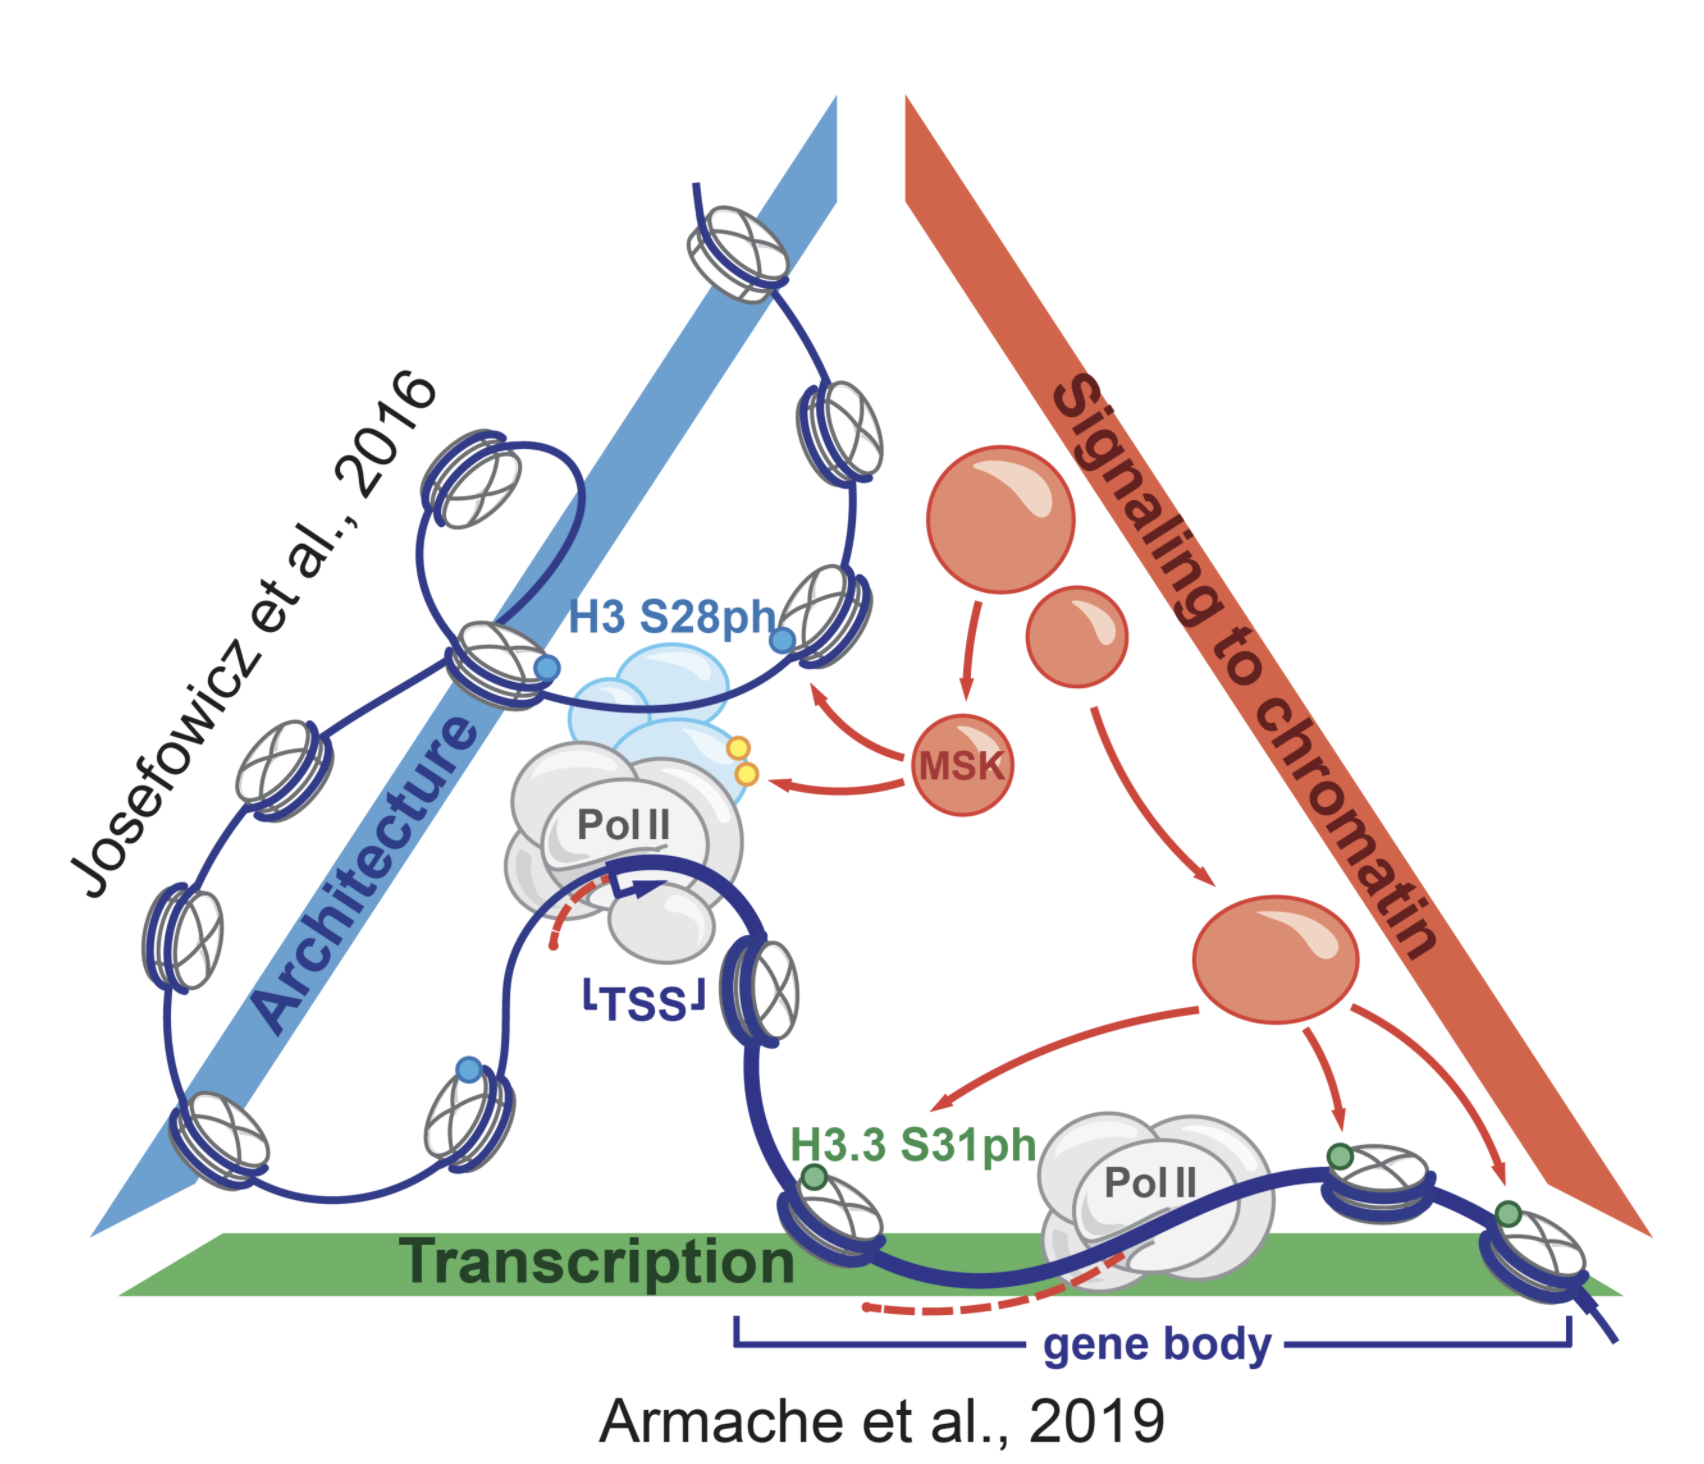 Josefowicz et al., 2016
Architecture
Signaling to chromatin
H3 S28ph
MSK
Pol II
TSS
H3.3 S31ph
Pol II
Transcription
gene body
Armache et al., 2019